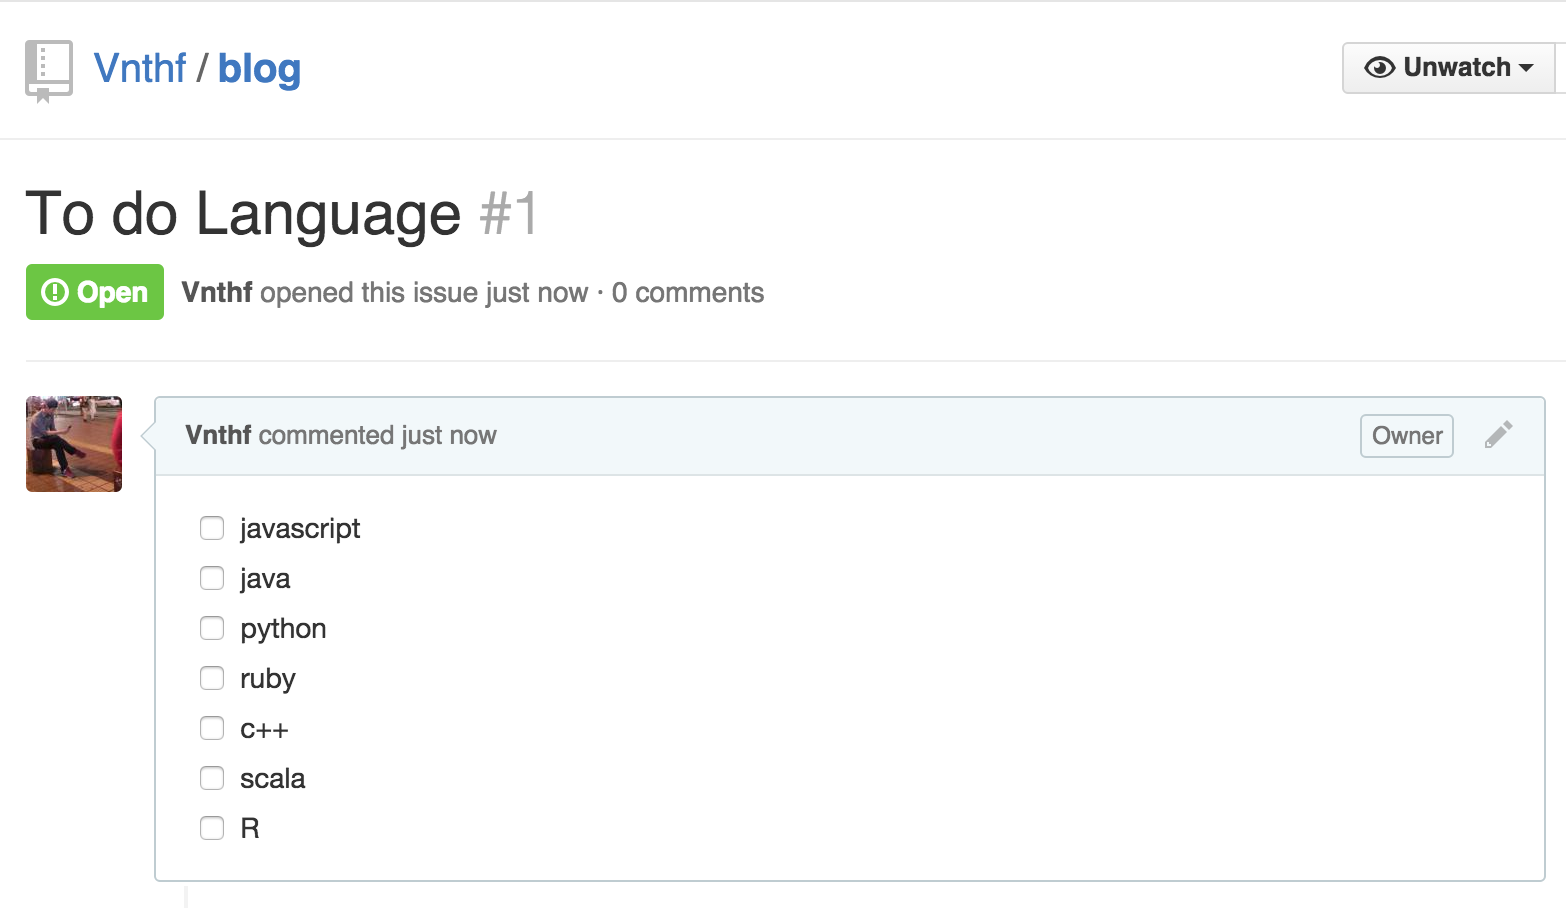 Vnthf / blog
Unwatch
To do Language #1
Open Vnthf opened this issue just now · 0 comments
Vnthf commented just now Owner
javascript
java
python
ruby
c++
scala
R